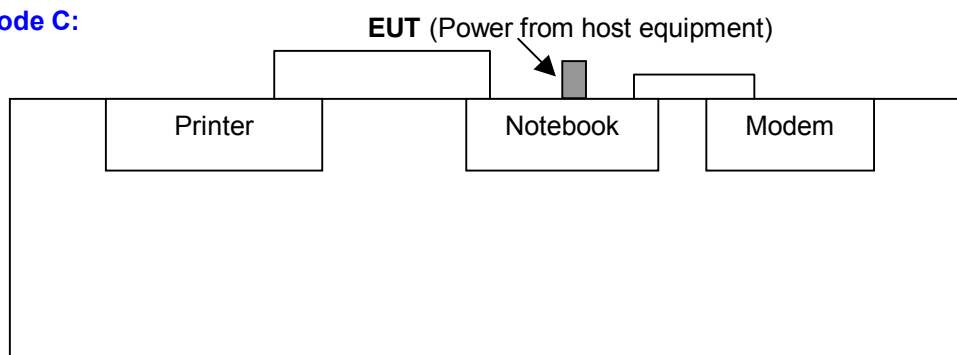 ode C:
EUT (Power from host equipment)
Printer
Notebook
Modem